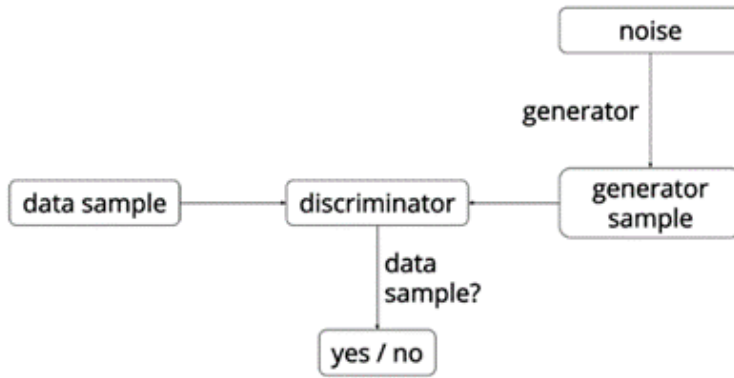 noise
generator
data sample
discriminator
generator
sample
data
sample?
yes / no